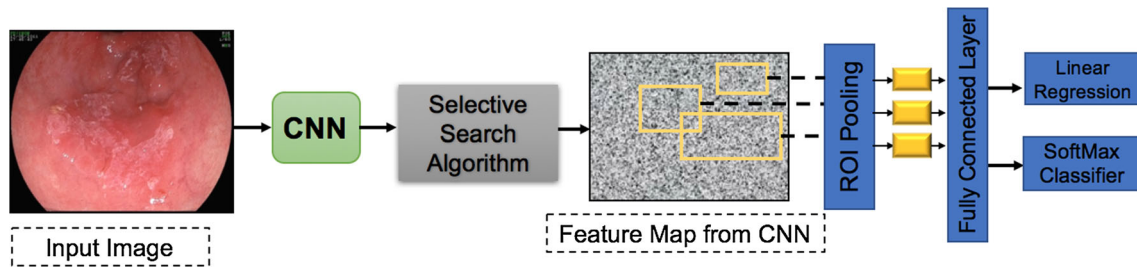 Input Image
CNN
Selective
Search
Algorithm
Feature Map from CNN
ROI Pooling
Fully Connected Layer
Linear
Regression
SoftMax
Classifier